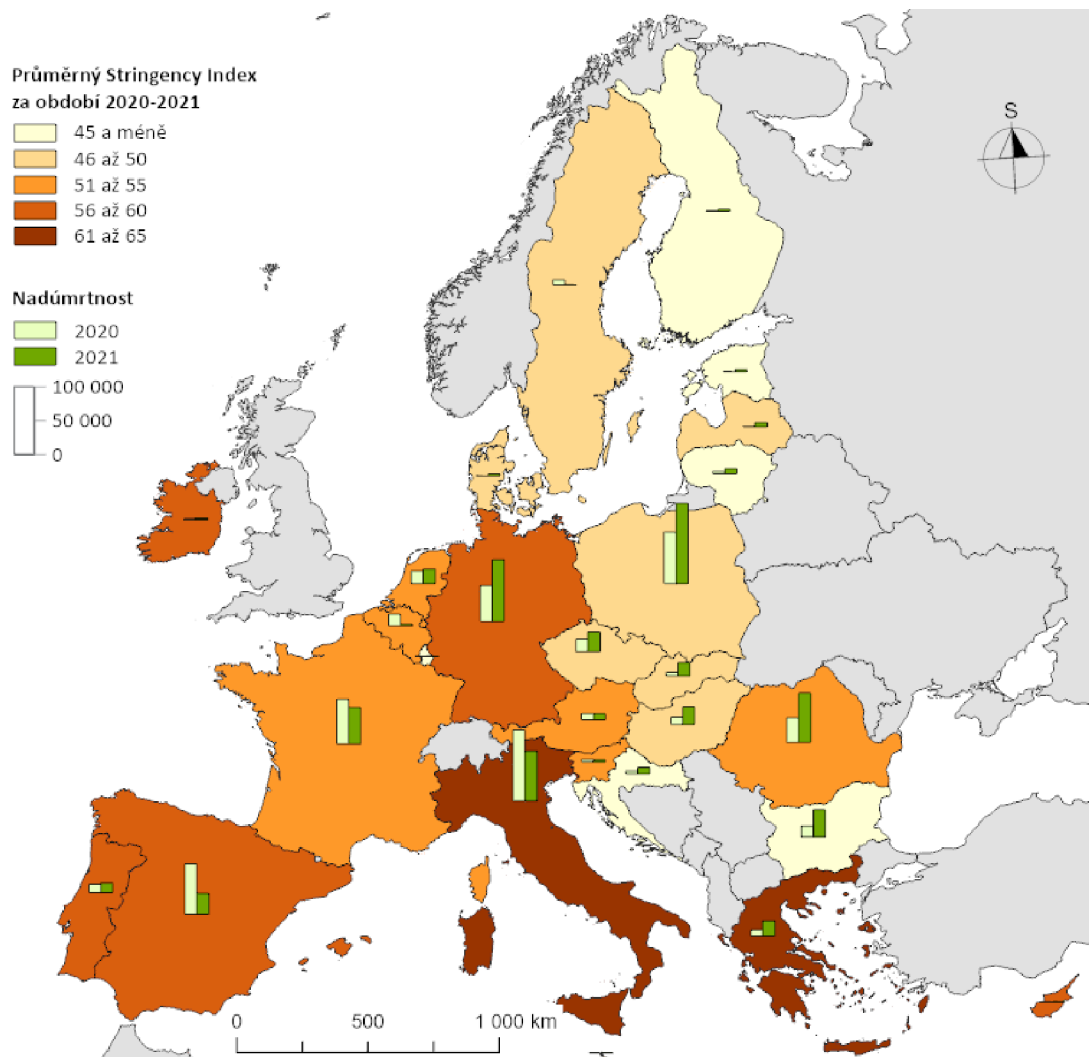 Průměrný Stringency Index
za období 2020-2021
45 a méně
46 až 50
51 až 55
56 až 60
61 až 65
Nadúmrtnost
2020
2021
100 000
50 000
0
S
0 500 1 000 km